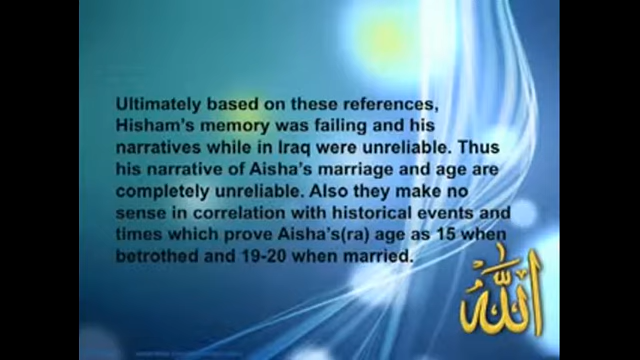 Ultimately based on these references,
Hisham's memory was failing and his
narratives while in Iraq were unreliable. Thus
his narrative of Aisha's marriage and age are
completely unreliable. Also they make no
sense in correlation with historical events and
times which prove Aisha's(ra) age as 15 when
betrothed and 19-20 when married.
الله